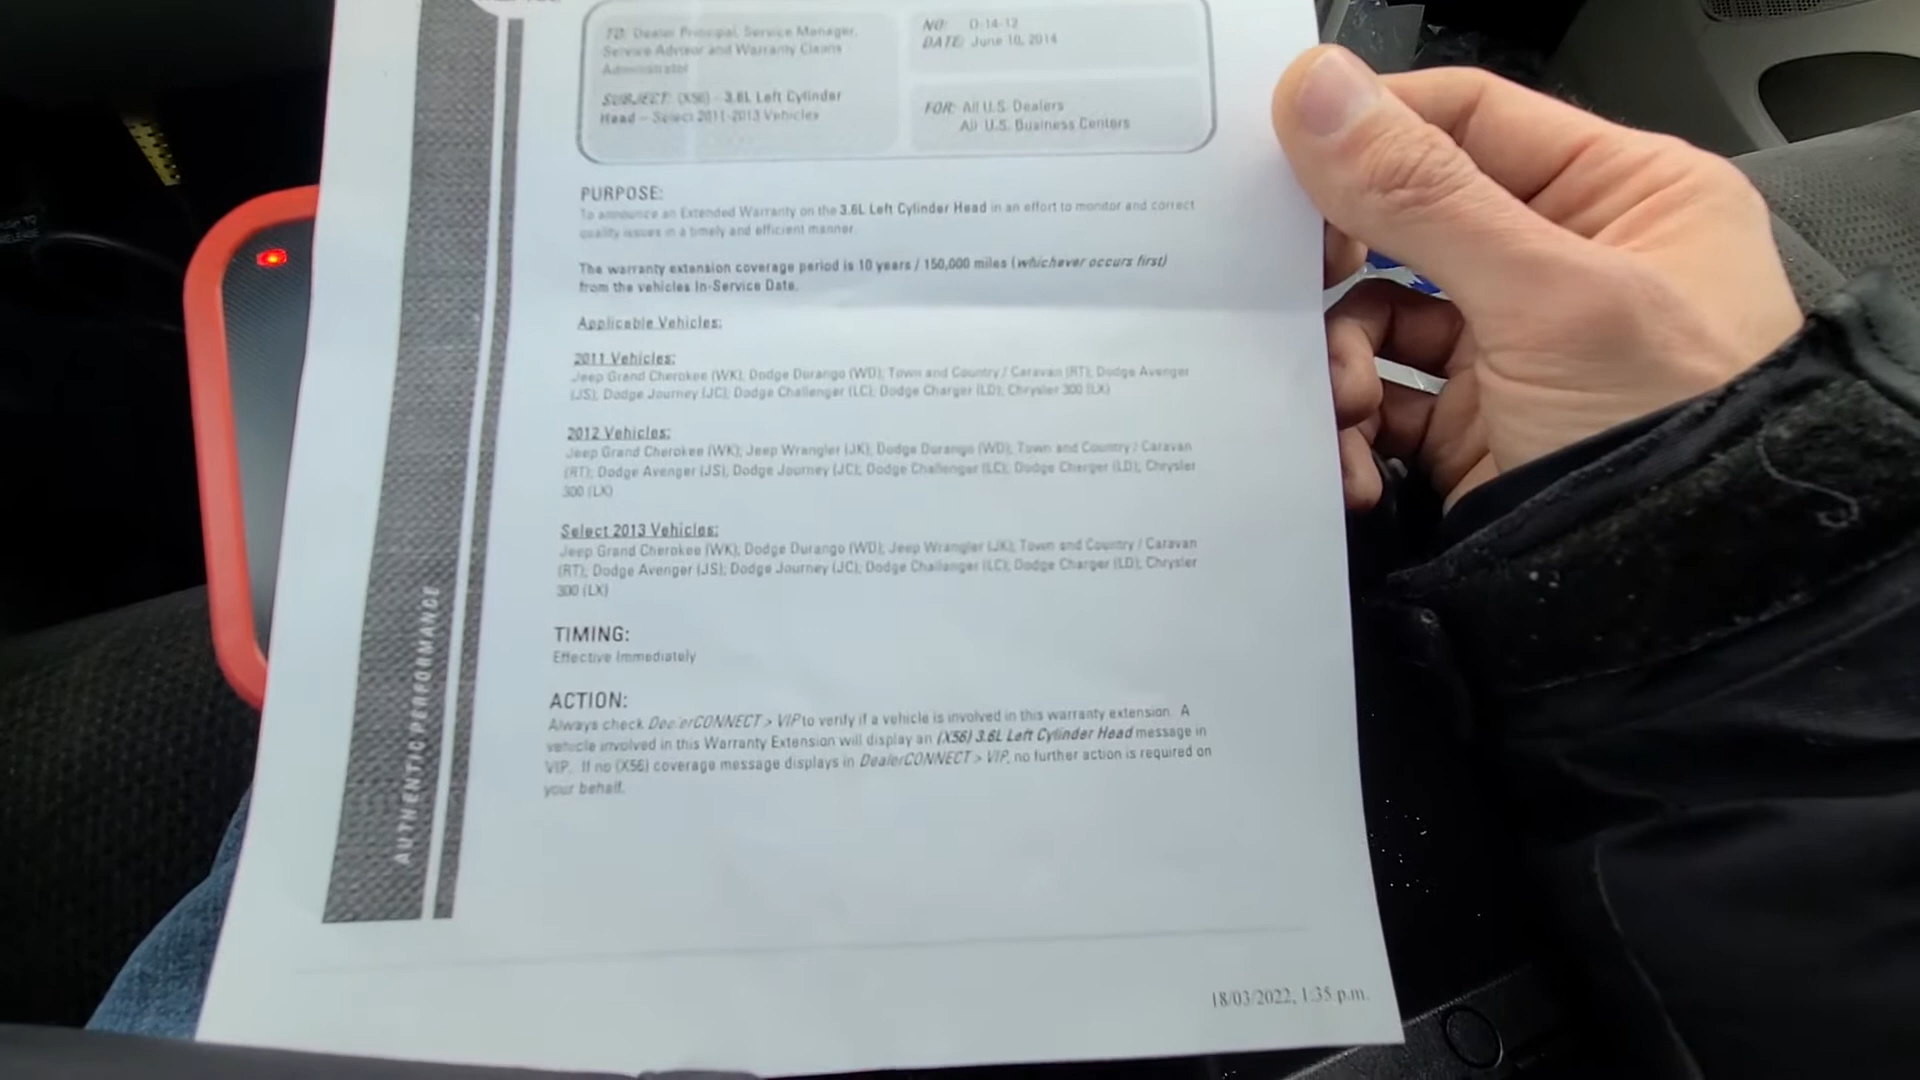 TO: Dealer Principal, Service Manager,
Service Advisor and Warranty Claims
Administrator
SUBJECT: (X56) - 3.6L Left Cylinder
Head – Select 2011-2013 Vehicles
NO: D-14-12
DATE: June 10, 2014
FOR: All U.S. Dealers
All U.S. Business Centers
PURPOSE:
To announce an Extended Warranty on the 3.6L Left Cylinder Head in an effort to monitor and correct
quality issues in a timely and efficient manner.
The warranty extension coverage period is 10 years / 150,000 miles (whichever occurs first)
from the vehicles In-Service Date.
Applicable Vehicles:
2011 Vehicles:
Jeep Grand Cherokee (WK); Dodge Durango (WD); Town and Country / Caravan (RT); Dodge Avenger
(JS); Dodge Journey (JC); Dodge Challenger (LC); Dodge Charger (LD); Chrysler 300 (LX)
2012 Vehicles:
Jeep Grand Cherokee (WK); Jeep Wrangler (JK); Dodge Durango (WD); Town and Country / Caravan
(RT); Dodge Avenger (JS); Dodge Journey (JC); Dodge Challenger (LC); Dodge Charger (LD); Chrysler
300 (LX)
Select 2013 Vehicles:
Jeep Grand Cherokee (WK); Dodge Durango (WD); Jeep Wrangler (JK); Town and Country / Caravan
(RT); Dodge Avenger (JS); Dodge Journey (JC); Dodge Challenger (LC); Dodge Charger (LD); Chrysler
300 (LX)
TIMING:
Effective Immediately
ACTION:
Always check DealerCONNECT > VIP to verify if a vehicle is involved in this warranty extension. A
vehicle involved in this Warranty Extension will display an (X56) 3.6L Left Cylinder Head message in
VIP. If no (X56) coverage message displays in DealerCONNECT > VIP, no further action is required on
your behalf.
AUTHENTIC PERFORMANCE
18/03/2022, 1:35 p.m.